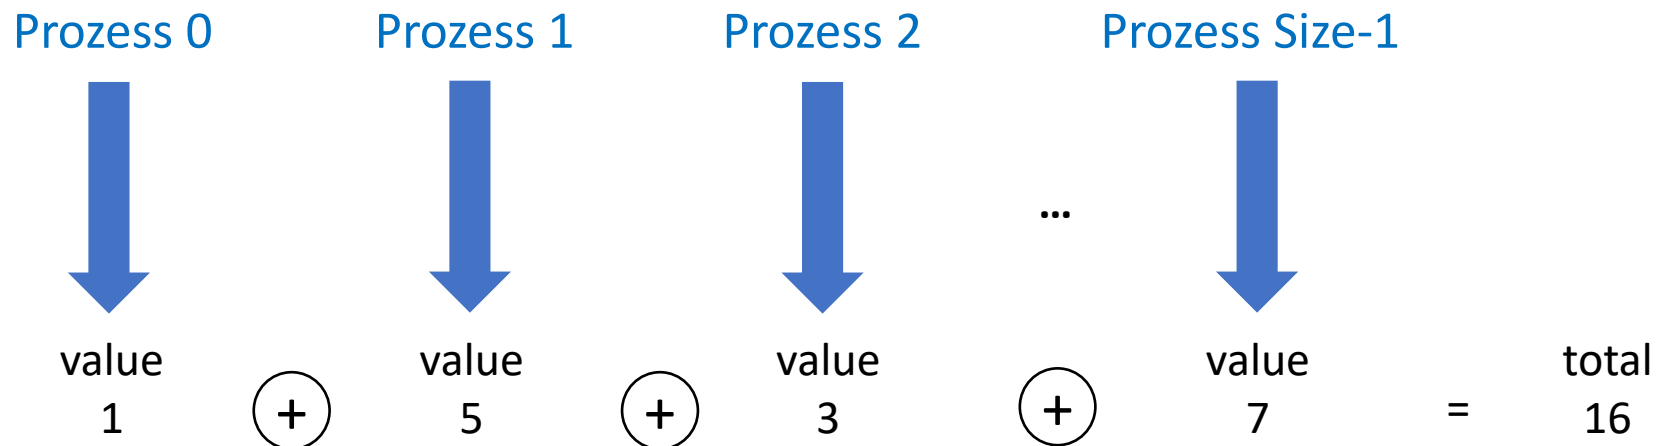 Prozess 0 Prozess 1 Prozess 2 Prozess Size-1
…
value value value value total
1 + 5 + 3 + 7 = 16